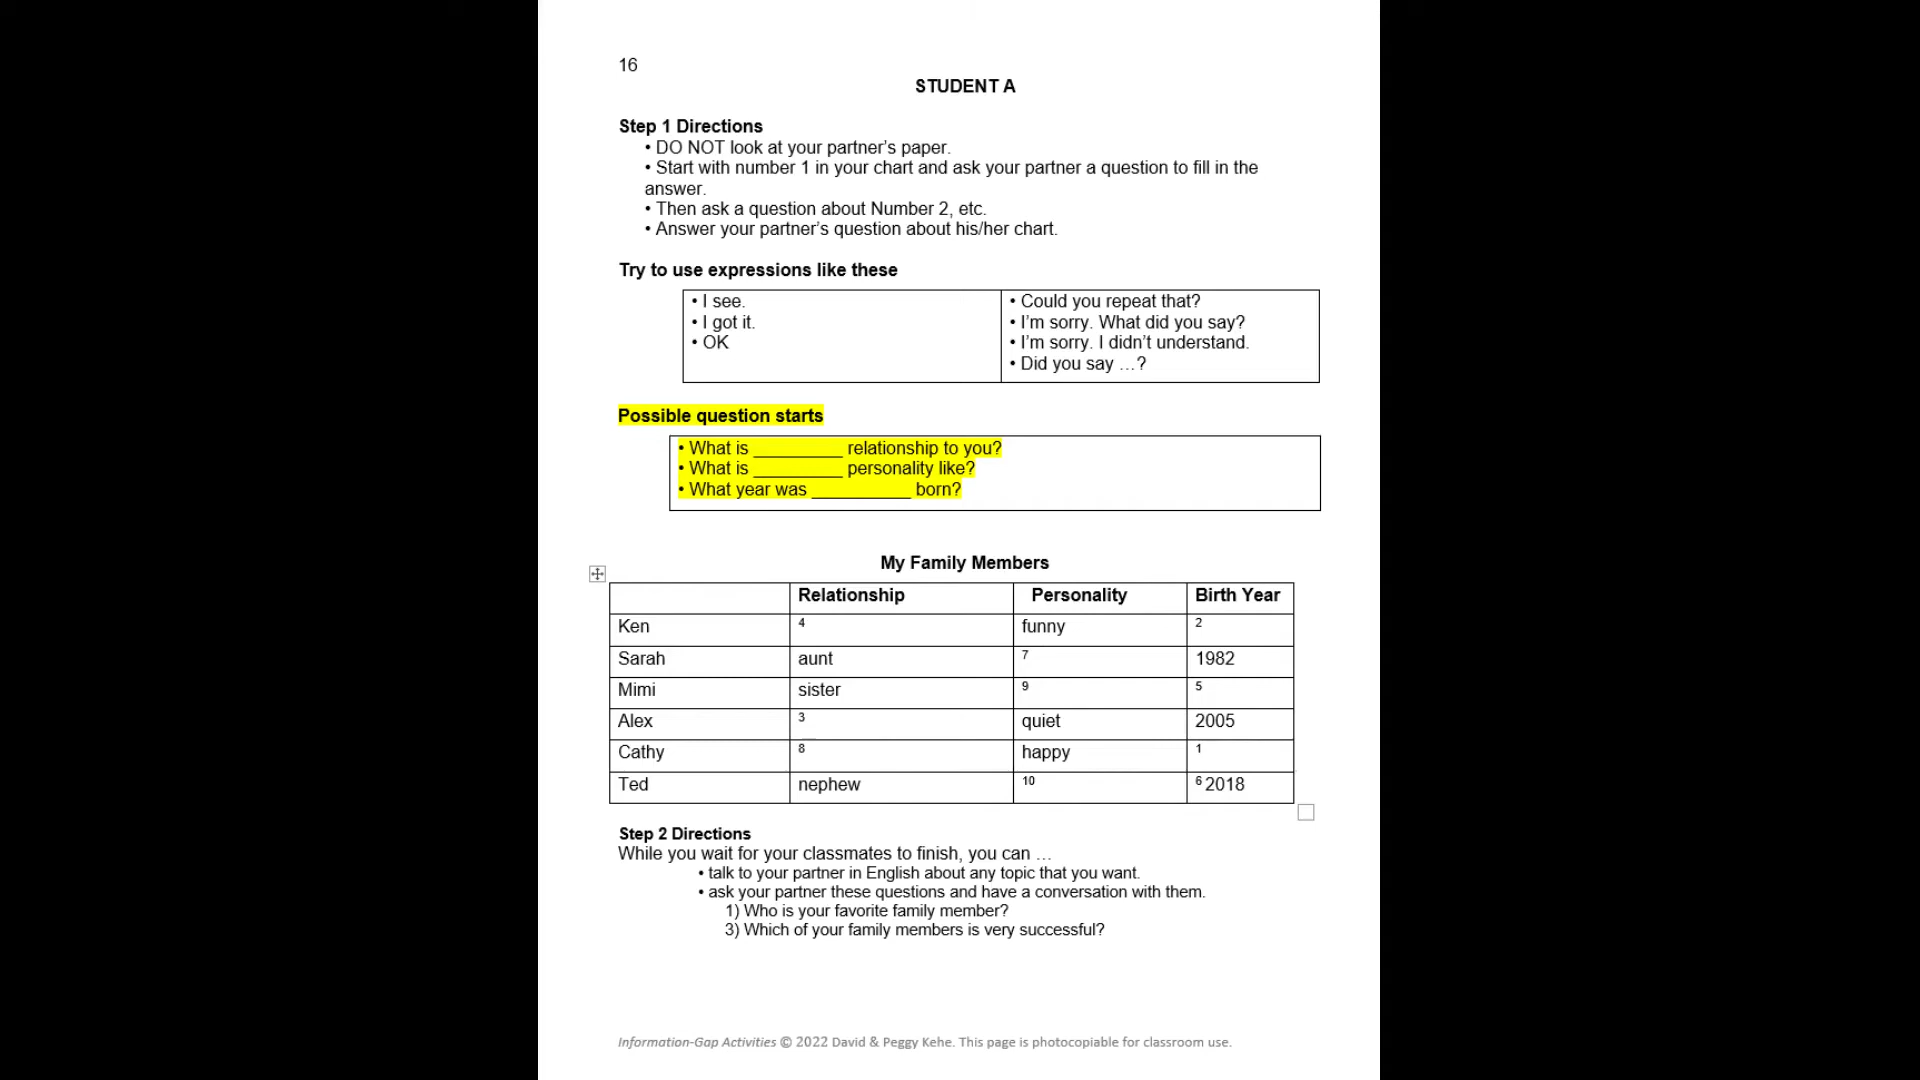 16
STUDENT A
Step 1 Directions
• DO NOT look at your partner's paper.
• Start with number 1 in your chart and ask your partner a question to fill in the
answer.
• Then ask a question about Number 2, etc.
• Answer your partner's question about his/her chart.
Try to use expressions like these
• I see.
• I got it.
• OK
• Could you repeat that?
• I'm sorry. What did you say?
• I'm sorry. I didn't understand.
• Did you say …?
Possible question starts
• What is _________ relationship to you?
• What is _________ personality like?
• What year was __________ born?
My Family Members
Relationship Personality Birth Year
Ken 4 funny 2
Sarah aunt 7 1982
Mimi sister 9 5
Alex 3 quiet 2005
Cathy 8 happy 1
Ted nephew 10 6 2018
Step 2 Directions
While you wait for your classmates to finish, you can …
• talk to your partner in English about any topic that you want.
• ask your partner these questions and have a conversation with them.
1) Who is your favorite family member?
3) Which of your family members is very successful?
Information-Gap Activities © 2022 David & Peggy Kehe. This page is photocopiable for classroom use.